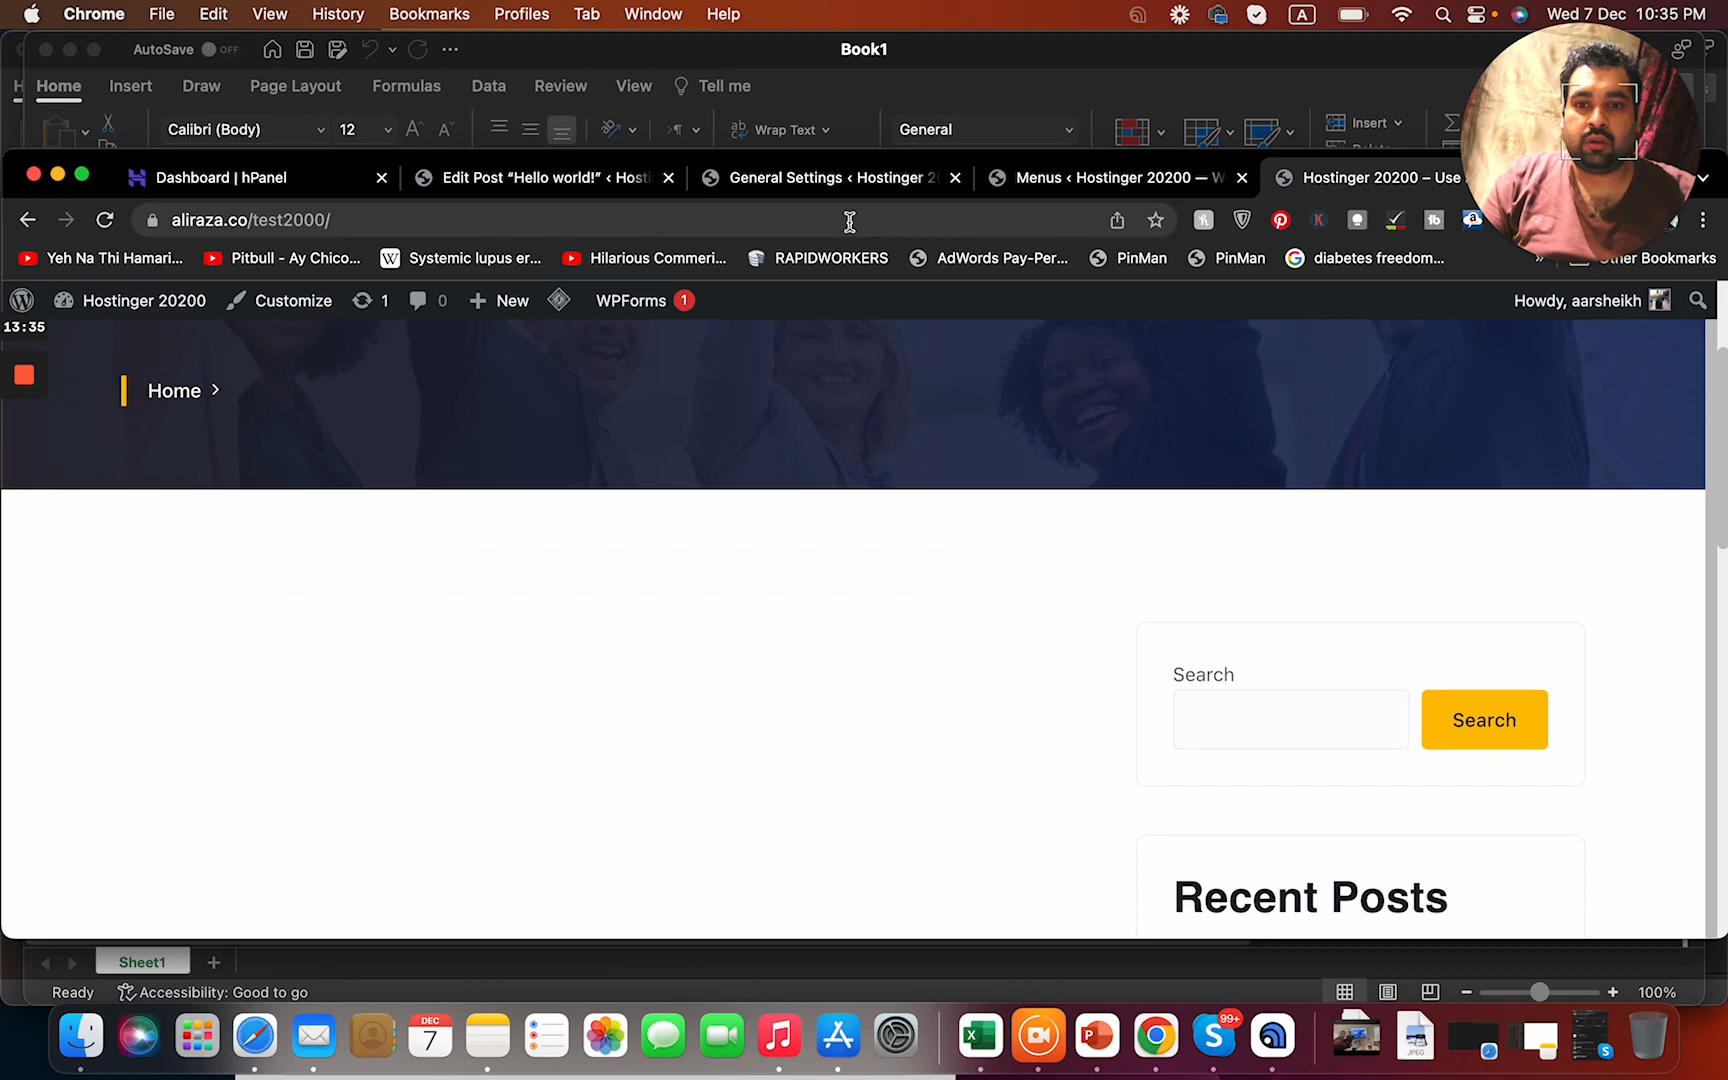 Chrome File Edit View History Bookmarks Profiles Tab Window Help A Wed 7 Dec 10:35 PM
AutoSave OFF Book1
Home Insert Draw Page Layout Formulas Data Review View Tell me
Calibri (Body) 12 Wrap Text General Insert
Dashboard | hPanel Edit Post “Hello world!” ‹ Hosti General Settings ‹ Hostinger 2 Menus ‹ Hostinger 20200 — W Hostinger 20200 – Use
aliraza.co/test2000/
Yeh Na Thi Hamari... Pitbull - Ay Chico... Systemic lupus er... Hilarious Commeri... RAPIDWORKERS AdWords Pay-Per... PinMan PinMan diabetes freedom... » Other Bookmarks
Hostinger 20200 Customize 1 0 New WPForms 1 Howdy, aarsheikh
13:35
Home >
Search
Search
Recent Posts
Sheet1
Ready Accessibility: Good to go 100%
DEC
7
99+
JPEG